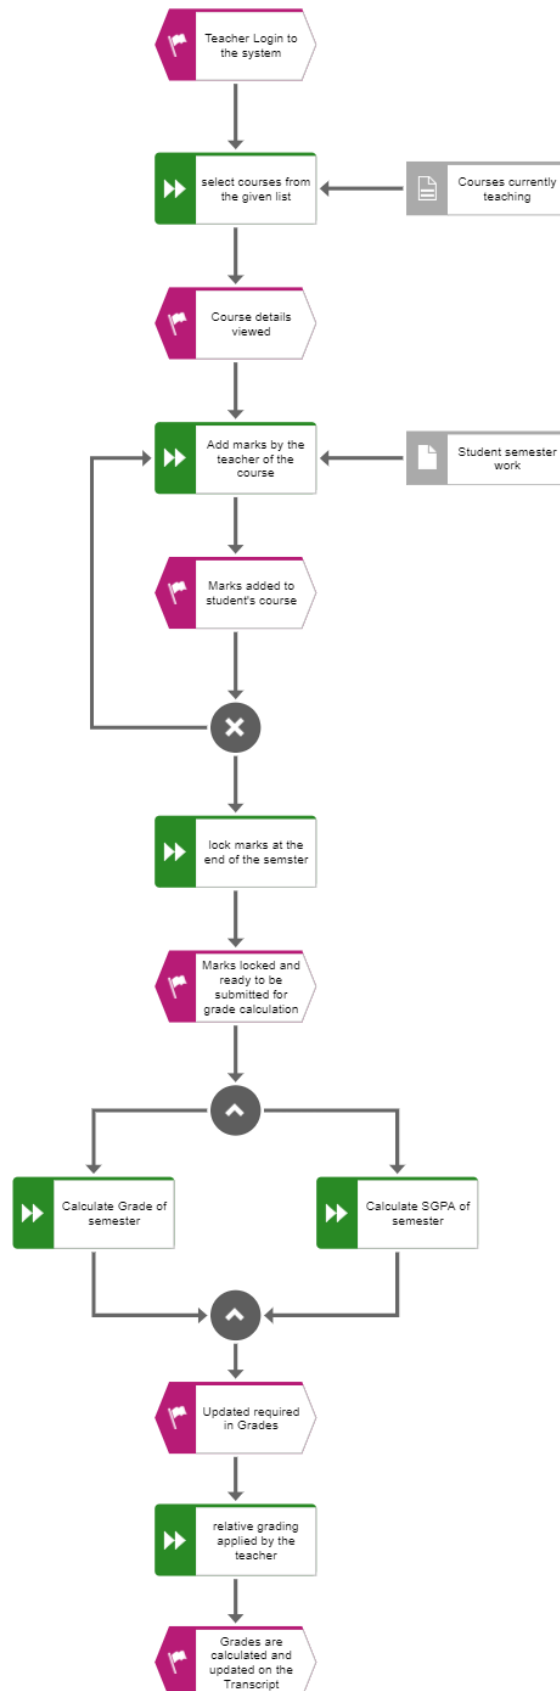 Teacher Login to
the system
select courses from
the given list
Courses currently
teaching
Course details
viewed
Add marks by the
teacher of the
course
Student semester
work
Marks added to
student's course
lock marks at the
end of the semster
Marks locked and
ready to be
submitted for
grade calculation
Calculate Grade of
semester
Calculate SGPA of
semester
Updated required
in Grades
relative grading
applied by the
teacher
Grades are
calculated and
updated on the
Transcript